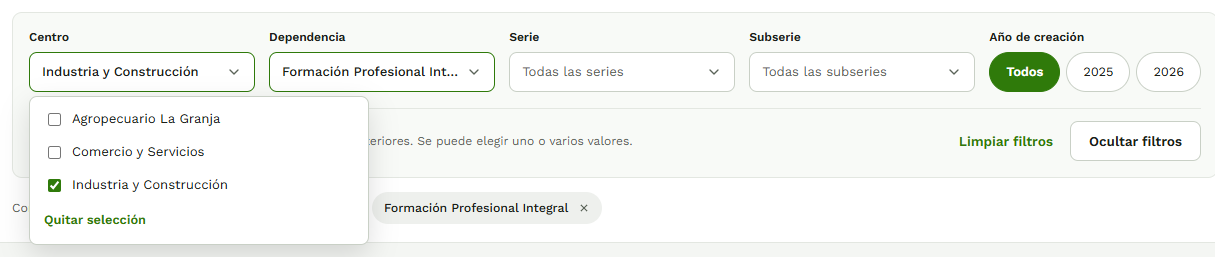 Centro Dependencia Serie Subserie Año de creación
Industria y Construcción Formación Profesional Int... Todas las series Todas las subseries Todos 2025 2026
Agropecuario La Granja
Comercio y Servicios
teriores. Se puede elegir uno o varios valores. Limpiar filtros Ocultar filtros
Industria y Construcción
Co Formación Profesional Integral ×
Quitar selección